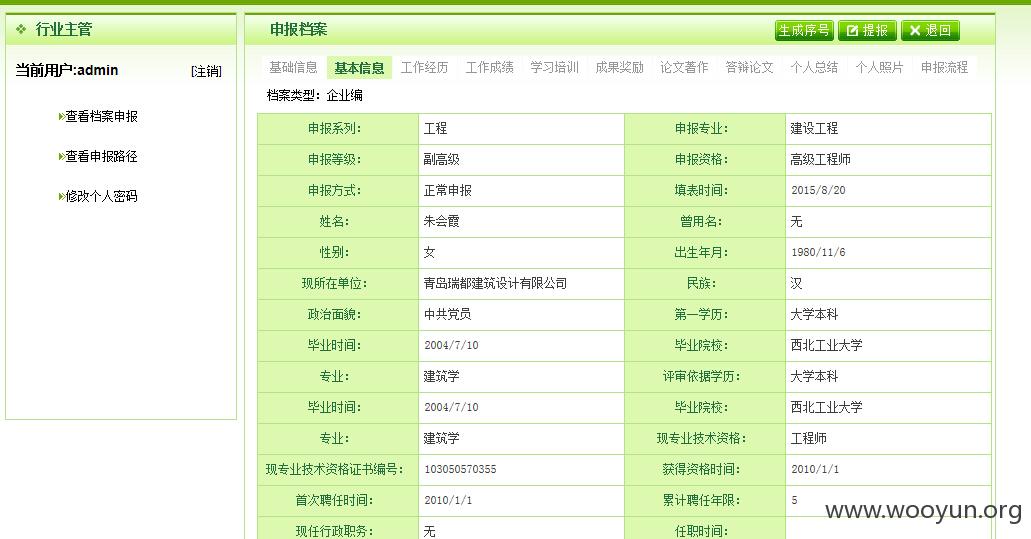 行业主管
当前用户:admin [注销]
查看档案申报
查看申报路径
修改个人密码
申报档案 生成序号 提报 退回
基础信息 基本信息 工作经历 工作成绩 学习培训 成果奖励 论文著作 答辩论文 个人总结 个人照片 申报流程
档案类型：企业编
申报系列： 工程 申报专业： 建设工程
申报等级： 副高级 申报资格： 高级工程师
申报方式： 正常申报 填表时间： 2015/8/20
姓名： 朱会霞 曾用名： 无
性别： 女 出生年月： 1980/11/6
现所在单位： 青岛瑞都建筑设计有限公司 民族： 汉
政治面貌： 中共党员 第一学历： 大学本科
毕业时间： 2004/7/10 毕业院校： 西北工业大学
专业： 建筑学 评审依据学历： 大学本科
毕业时间： 2004/7/10 毕业院校： 西北工业大学
专业： 建筑学 现专业技术资格： 工程师
现专业技术资格证书编号： 103050570355 获得资格时间： 2010/1/1
首次聘任时间： 2010/1/1 累计聘任年限： 5
现任行政职务： 无 任职时间：
www.wooyun.org